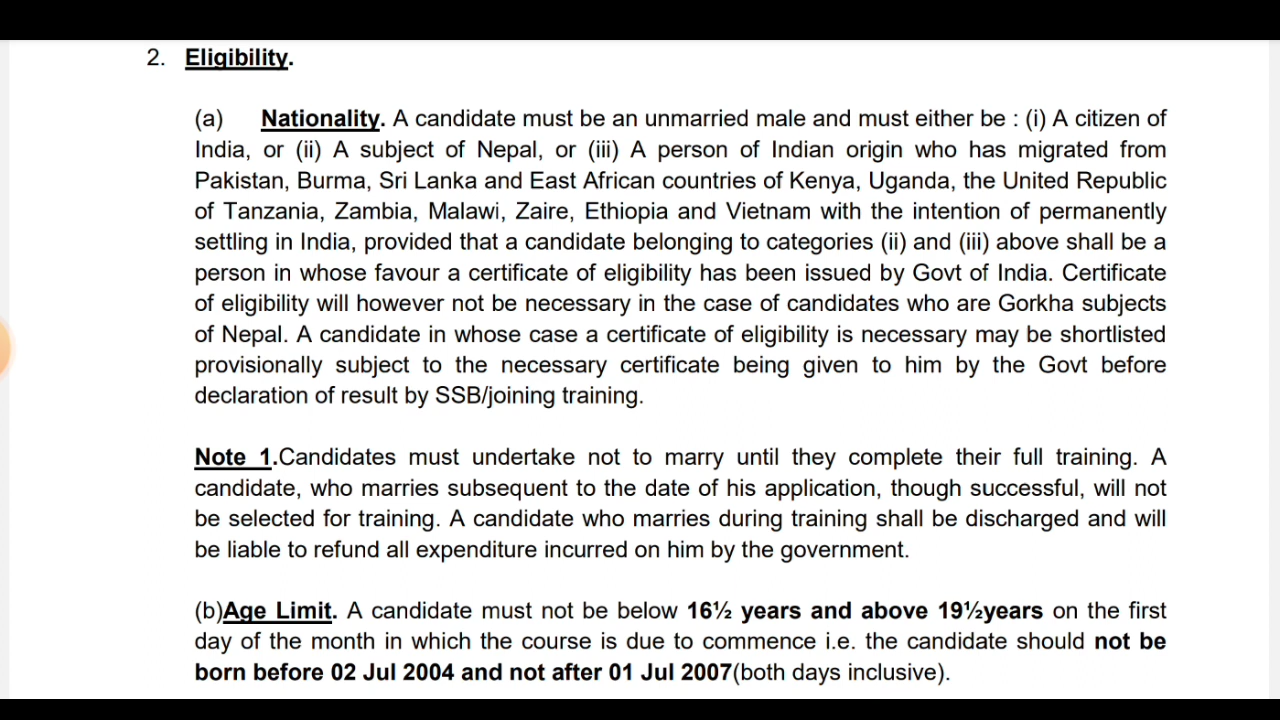 2. Eligibility.
(a) Nationality. A candidate must be an unmarried male and must either be : (i) A citizen of
India, or (ii) A subject of Nepal, or (iii) A person of Indian origin who has migrated from
Pakistan, Burma, Sri Lanka and East African countries of Kenya, Uganda, the United Republic
of Tanzania, Zambia, Malawi, Zaire, Ethiopia and Vietnam with the intention of permanently
settling in India, provided that a candidate belonging to categories (ii) and (iii) above shall be a
person in whose favour a certificate of eligibility has been issued by Govt of India. Certificate
of eligibility will however not be necessary in the case of candidates who are Gorkha subjects
of Nepal. A candidate in whose case a certificate of eligibility is necessary may be shortlisted
provisionally subject to the necessary certificate being given to him by the Govt before
declaration of result by SSB/joining training.
Note 1.Candidates must undertake not to marry until they complete their full training. A
candidate, who marries subsequent to the date of his application, though successful, will not
be selected for training. A candidate who marries during training shall be discharged and will
be liable to refund all expenditure incurred on him by the government.
(b)Age Limit. A candidate must not be below 16½ years and above 19½years on the first
day of the month in which the course is due to commence i.e. the candidate should not be
born before 02 Jul 2004 and not after 01 Jul 2007(both days inclusive).